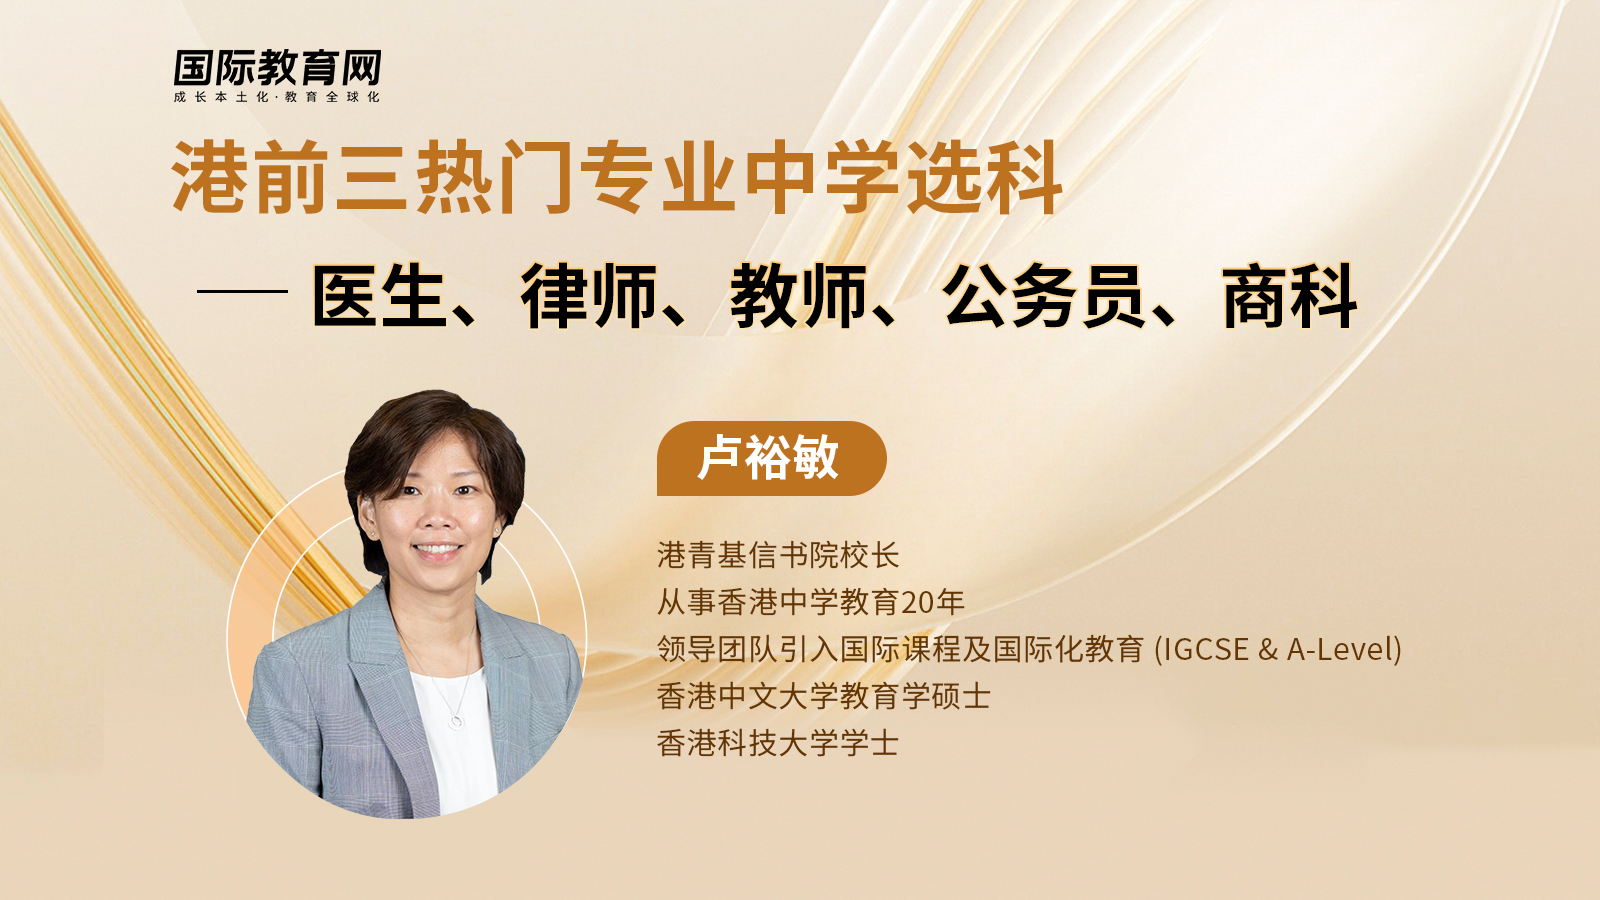 国际教育网
成长本土化·教育全球化
港前三热门专业中学选科
——医生、律师、教师、公务员、商科
卢裕敏
港青基信书院校长
从事香港中学教育20年
领导团队引入国际课程及国际化教育 (IGCSE & A-Level)
香港中文大学教育学硕士
香港科技大学学士